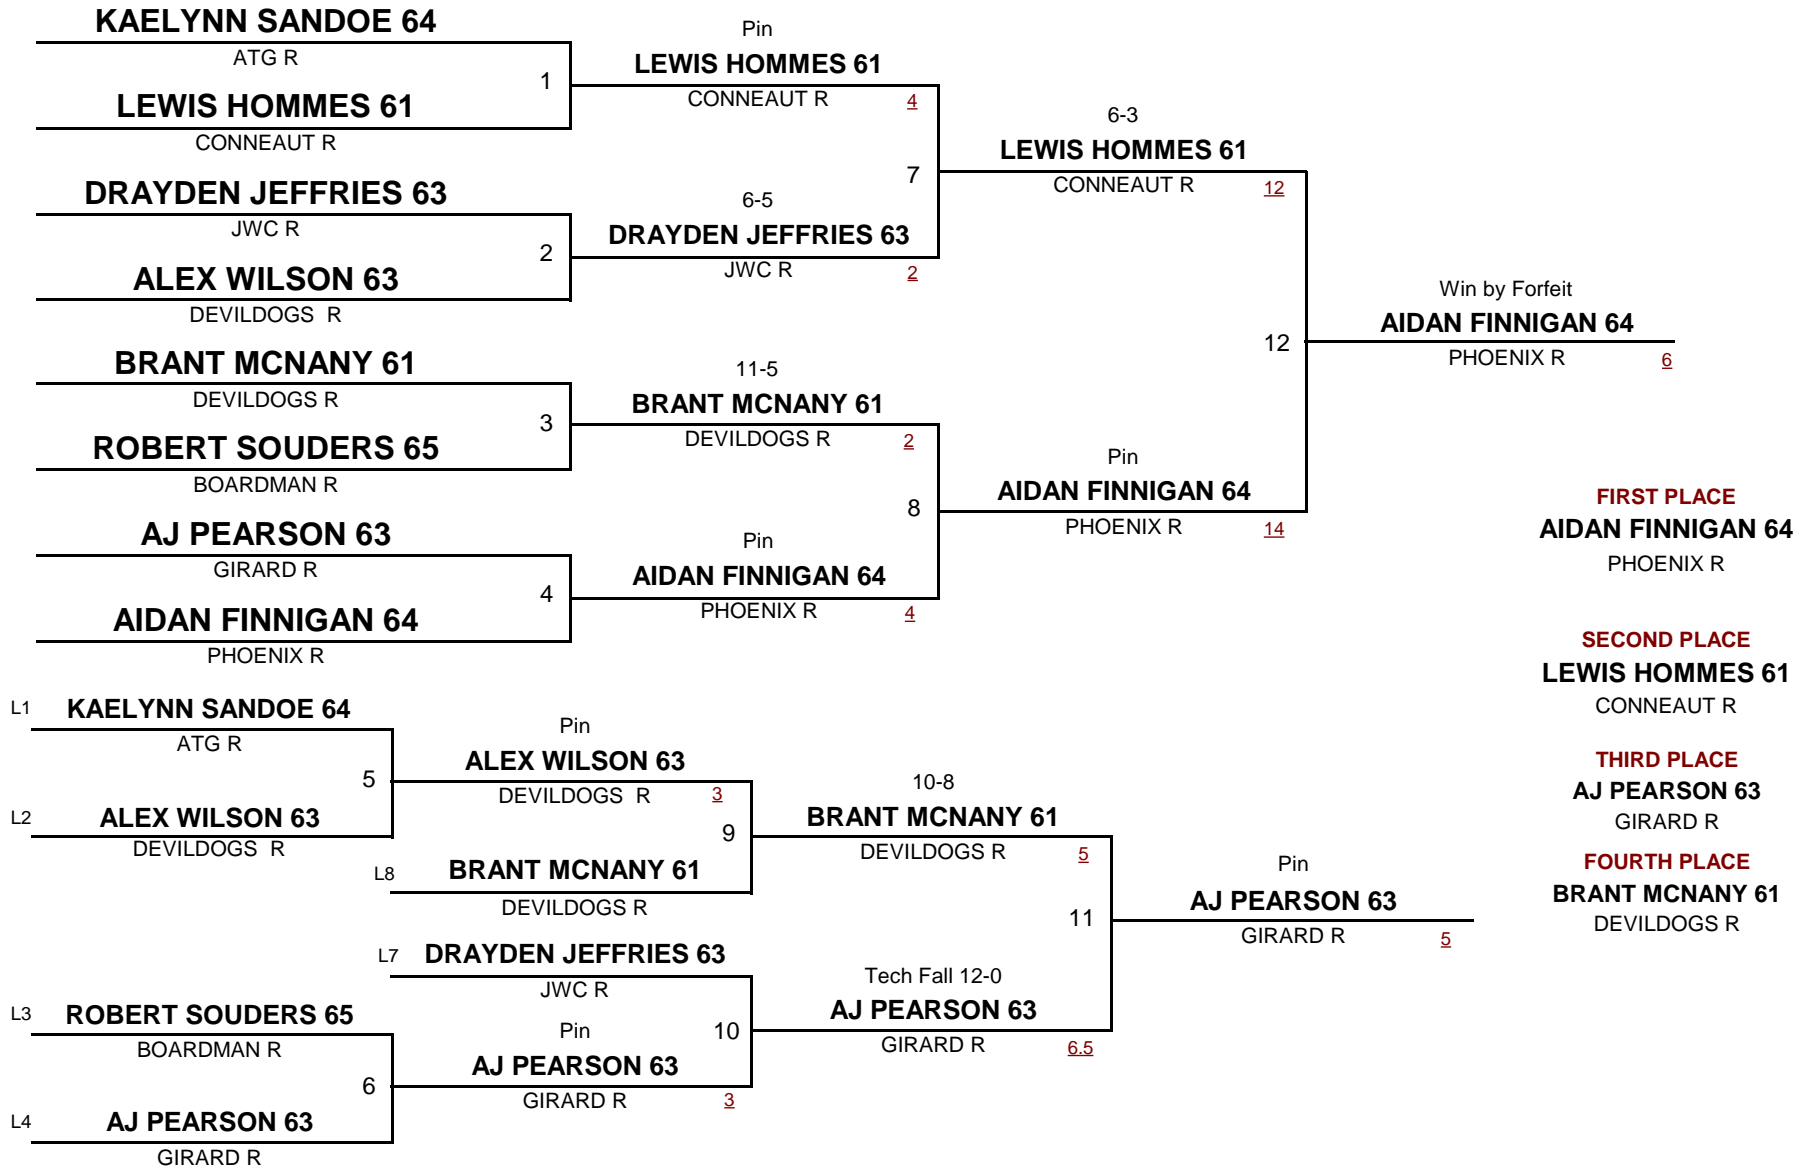 KAELYNN SANDOE 64
ATG R
1
LEWIS HOMMES 61
CONNEAUT R
Pin
LEWIS HOMMES 61
CONNEAUT R
4
DRAYDEN JEFFRIES 63
JWC R
2
ALEX WILSON 63
DEVILDOGS  R
6-5
DRAYDEN JEFFRIES 63
JWC R
2
7
6-3
LEWIS HOMMES 61
CONNEAUT R
12
BRANT MCNANY 61
DEVILDOGS R
3
ROBERT SOUDERS 65
BOARDMAN R
11-5
BRANT MCNANY 61
DEVILDOGS R
2
AJ PEARSON 63
GIRARD R
4
AIDAN FINNIGAN 64
PHOENIX R
Pin
AIDAN FINNIGAN 64
PHOENIX R
4
8
Pin
AIDAN FINNIGAN 64
PHOENIX R
14
12
Win by Forfeit
AIDAN FINNIGAN 64
PHOENIX R
6
FIRST PLACE
AIDAN FINNIGAN 64
PHOENIX R
SECOND PLACE
LEWIS HOMMES 61
CONNEAUT R
THIRD PLACE
AJ PEARSON 63
GIRARD R
FOURTH PLACE
BRANT MCNANY 61
DEVILDOGS R
L1
KAELYNN SANDOE 64
ATG R
5
L2
ALEX WILSON 63
DEVILDOGS  R
Pin
ALEX WILSON 63
DEVILDOGS  R
3
9
L8
BRANT MCNANY 61
DEVILDOGS R
10-8
BRANT MCNANY 61
DEVILDOGS R
5
L7
DRAYDEN JEFFRIES 63
JWC R
L3
ROBERT SOUDERS 65
BOARDMAN R
6
L4
AJ PEARSON 63
GIRARD R
Pin
AJ PEARSON 63
GIRARD R
3
10
Tech Fall 12-0
AJ PEARSON 63
GIRARD R
6.5
11
Pin
AJ PEARSON 63
GIRARD R
5